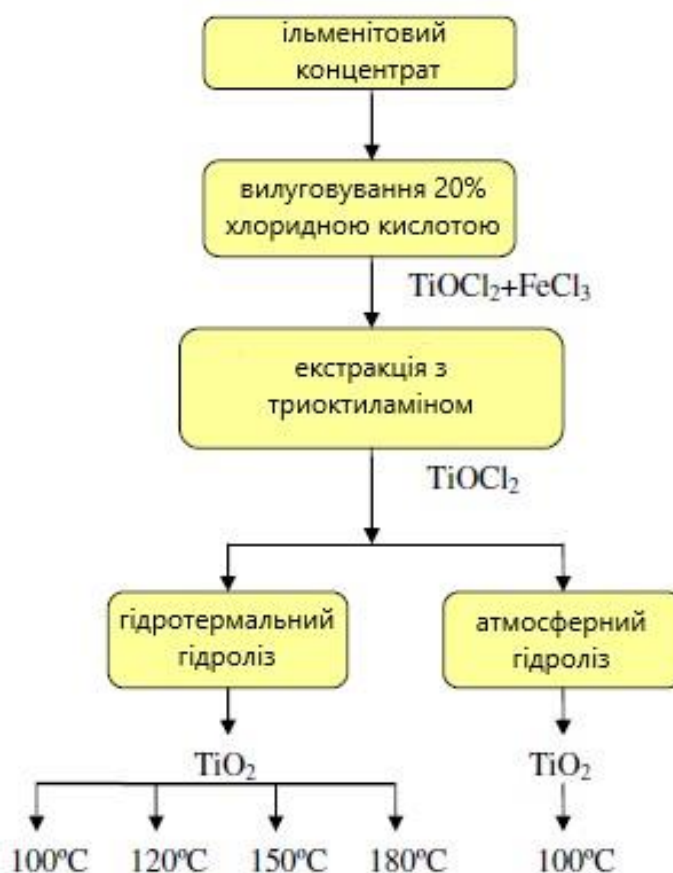 ільменітовий
концентрат
вилуговування 20%
хлоридною кислотою
TiOCl₂+FeCl₃
екстракція з
триоктиламіном
TiOCl₂
гідротермальний
гідроліз
атмосферний
гідроліз
TiO₂
TiO₂
100ºC 120ºC 150ºC 180ºC 100ºC